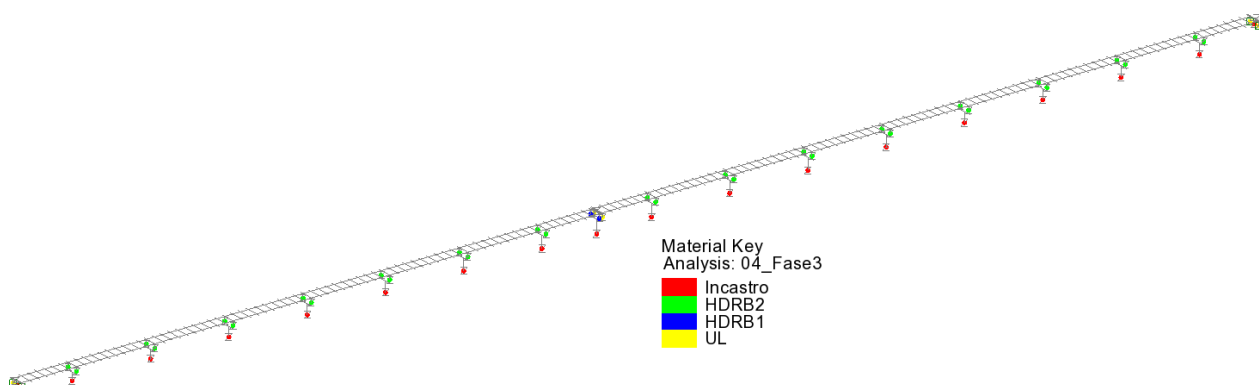 Material Key
Analysis: 04_Fase3
Incastro
HDRB2
HDRB1
UL